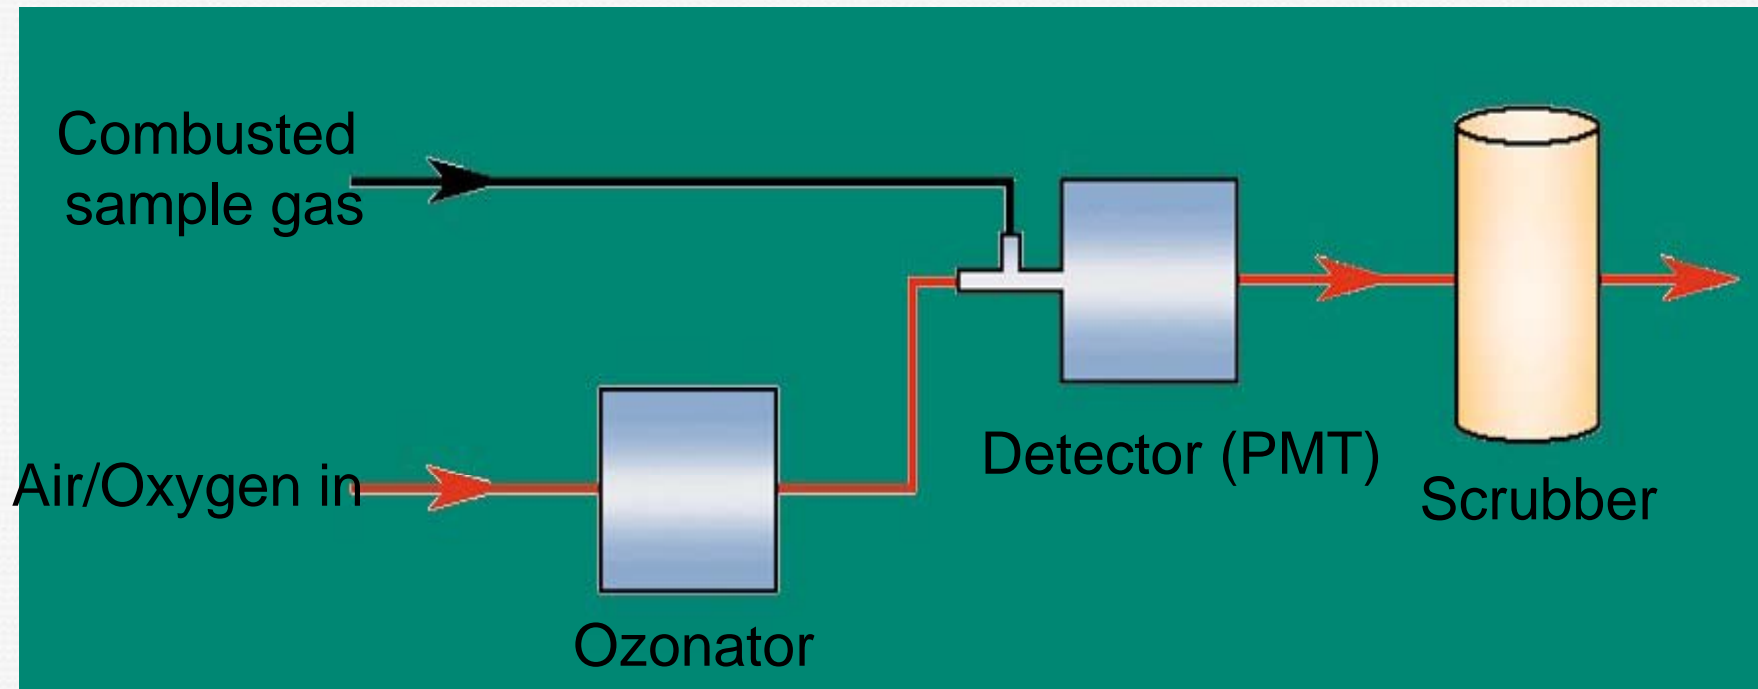 Combusted
sample gas
Air/Oxygen in
Ozonator
Detector (PMT)
Scrubber